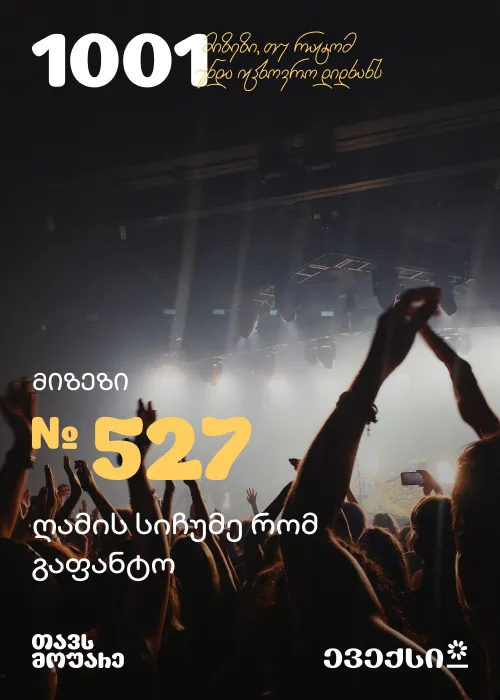 1001 მიზეზი, თუ რატომ
უნდა იცხოვრო დიდხანს
მიზეზი
№ 527
ღამის სიჩუმე რომ
გაფანტო
თავს
მოუარე
ევექსი